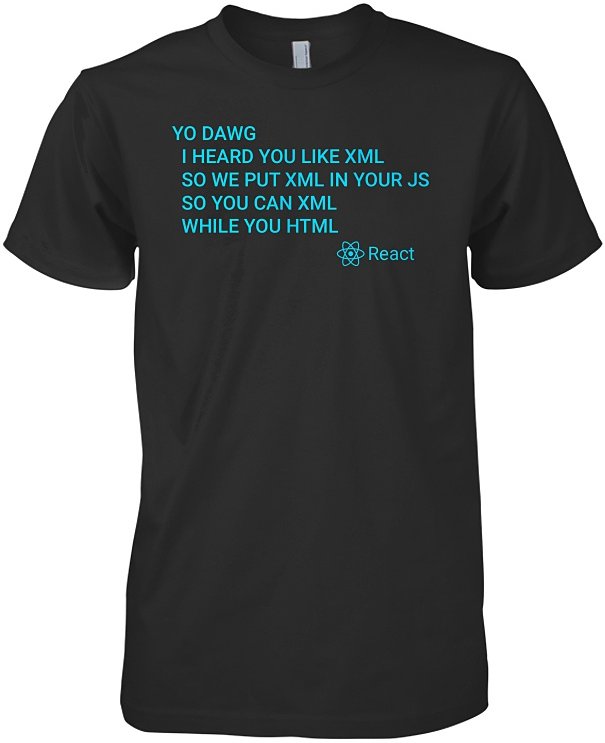 YO DAWG
I HEARD YOU LIKE XML
SO WE PUT XML IN YOUR JS
SO YOU CAN XML
WHILE YOU HTML
React